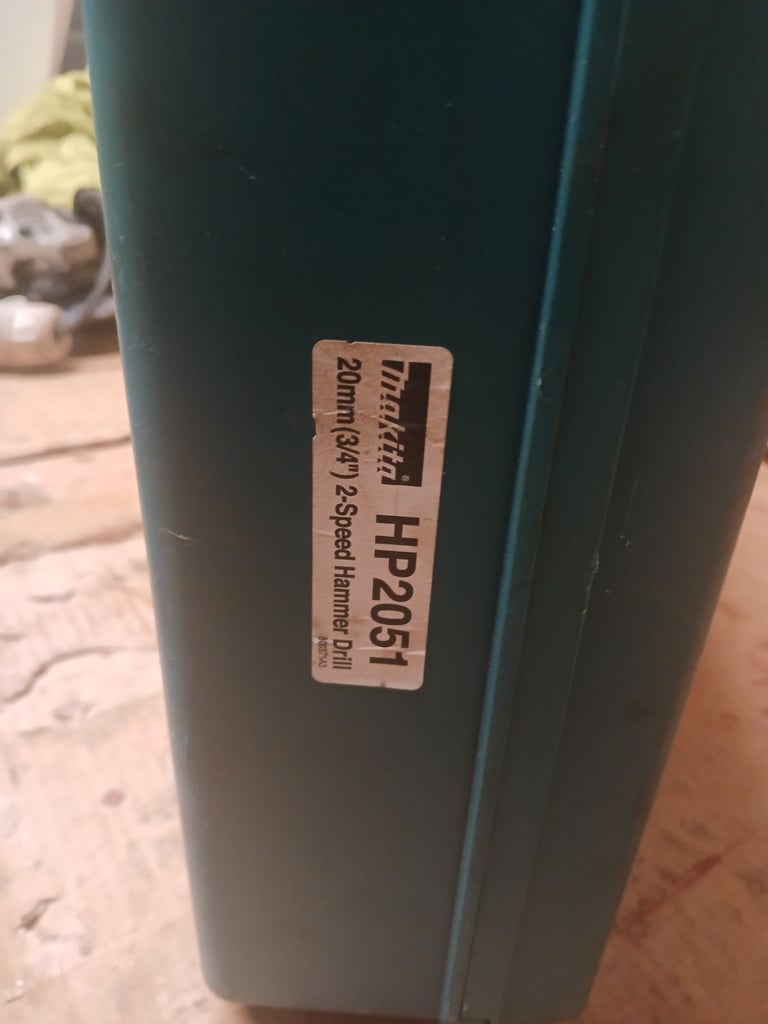 makita® HP2051
20mm (3/4") 2-Speed Hammer Drill